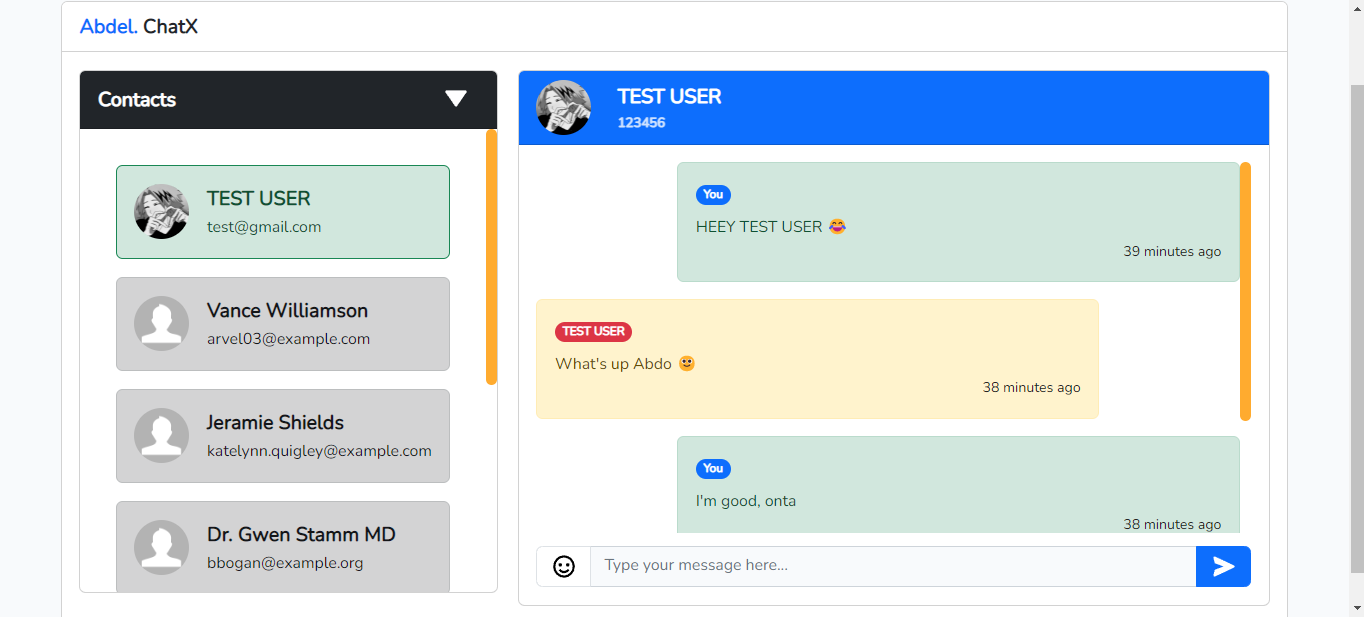 Abdel. ChatX
Contacts
TEST USER
test@gmail.com
Vance Williamson
arvel03@example.com
Jeramie Shields
katelynn.quigley@example.com
Dr. Gwen Stamm MD
bbogan@example.org
TEST USER
123456
You
HEEY TEST USER 😂
39 minutes ago
TEST USER
What's up Abdo 🙂
38 minutes ago
You
I'm good, onta
38 minutes ago
Type your message here...